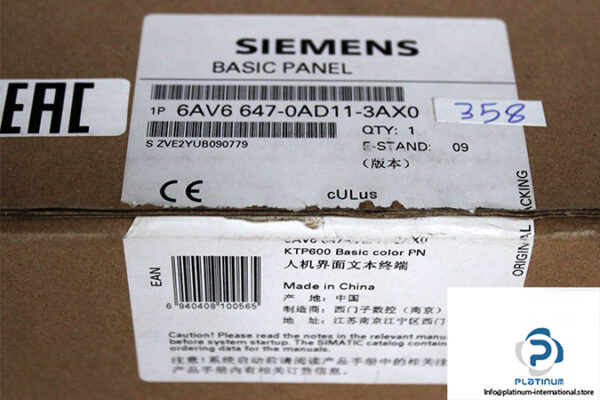 SIEMENS
BASIC PANEL
EAC
1P 6AV6 647-0AD11-3AX0
358
QTY: 1
S ZVE2YUB090779
E-STAND: 09
(版本)
CE
cULus
ORIGINAL PACKING
KTP600 Basic color PN
人机界面文本终端
EAN
6 940408 100565
Made in China
产 地: 中国
制造商: 西门子数控 (南京)
地 址: 江苏南京江宁区西门
Caution! Please read the notes in the relevant manu
before system startup. The SIMATIC catalog contain
ordering data for the manuals.
注意!系统启动前请阅读产品手册中的相关注
产品手册内有相关订货信息。
PLATINUM
Info@platinum-international.store
https://platinum-international.store